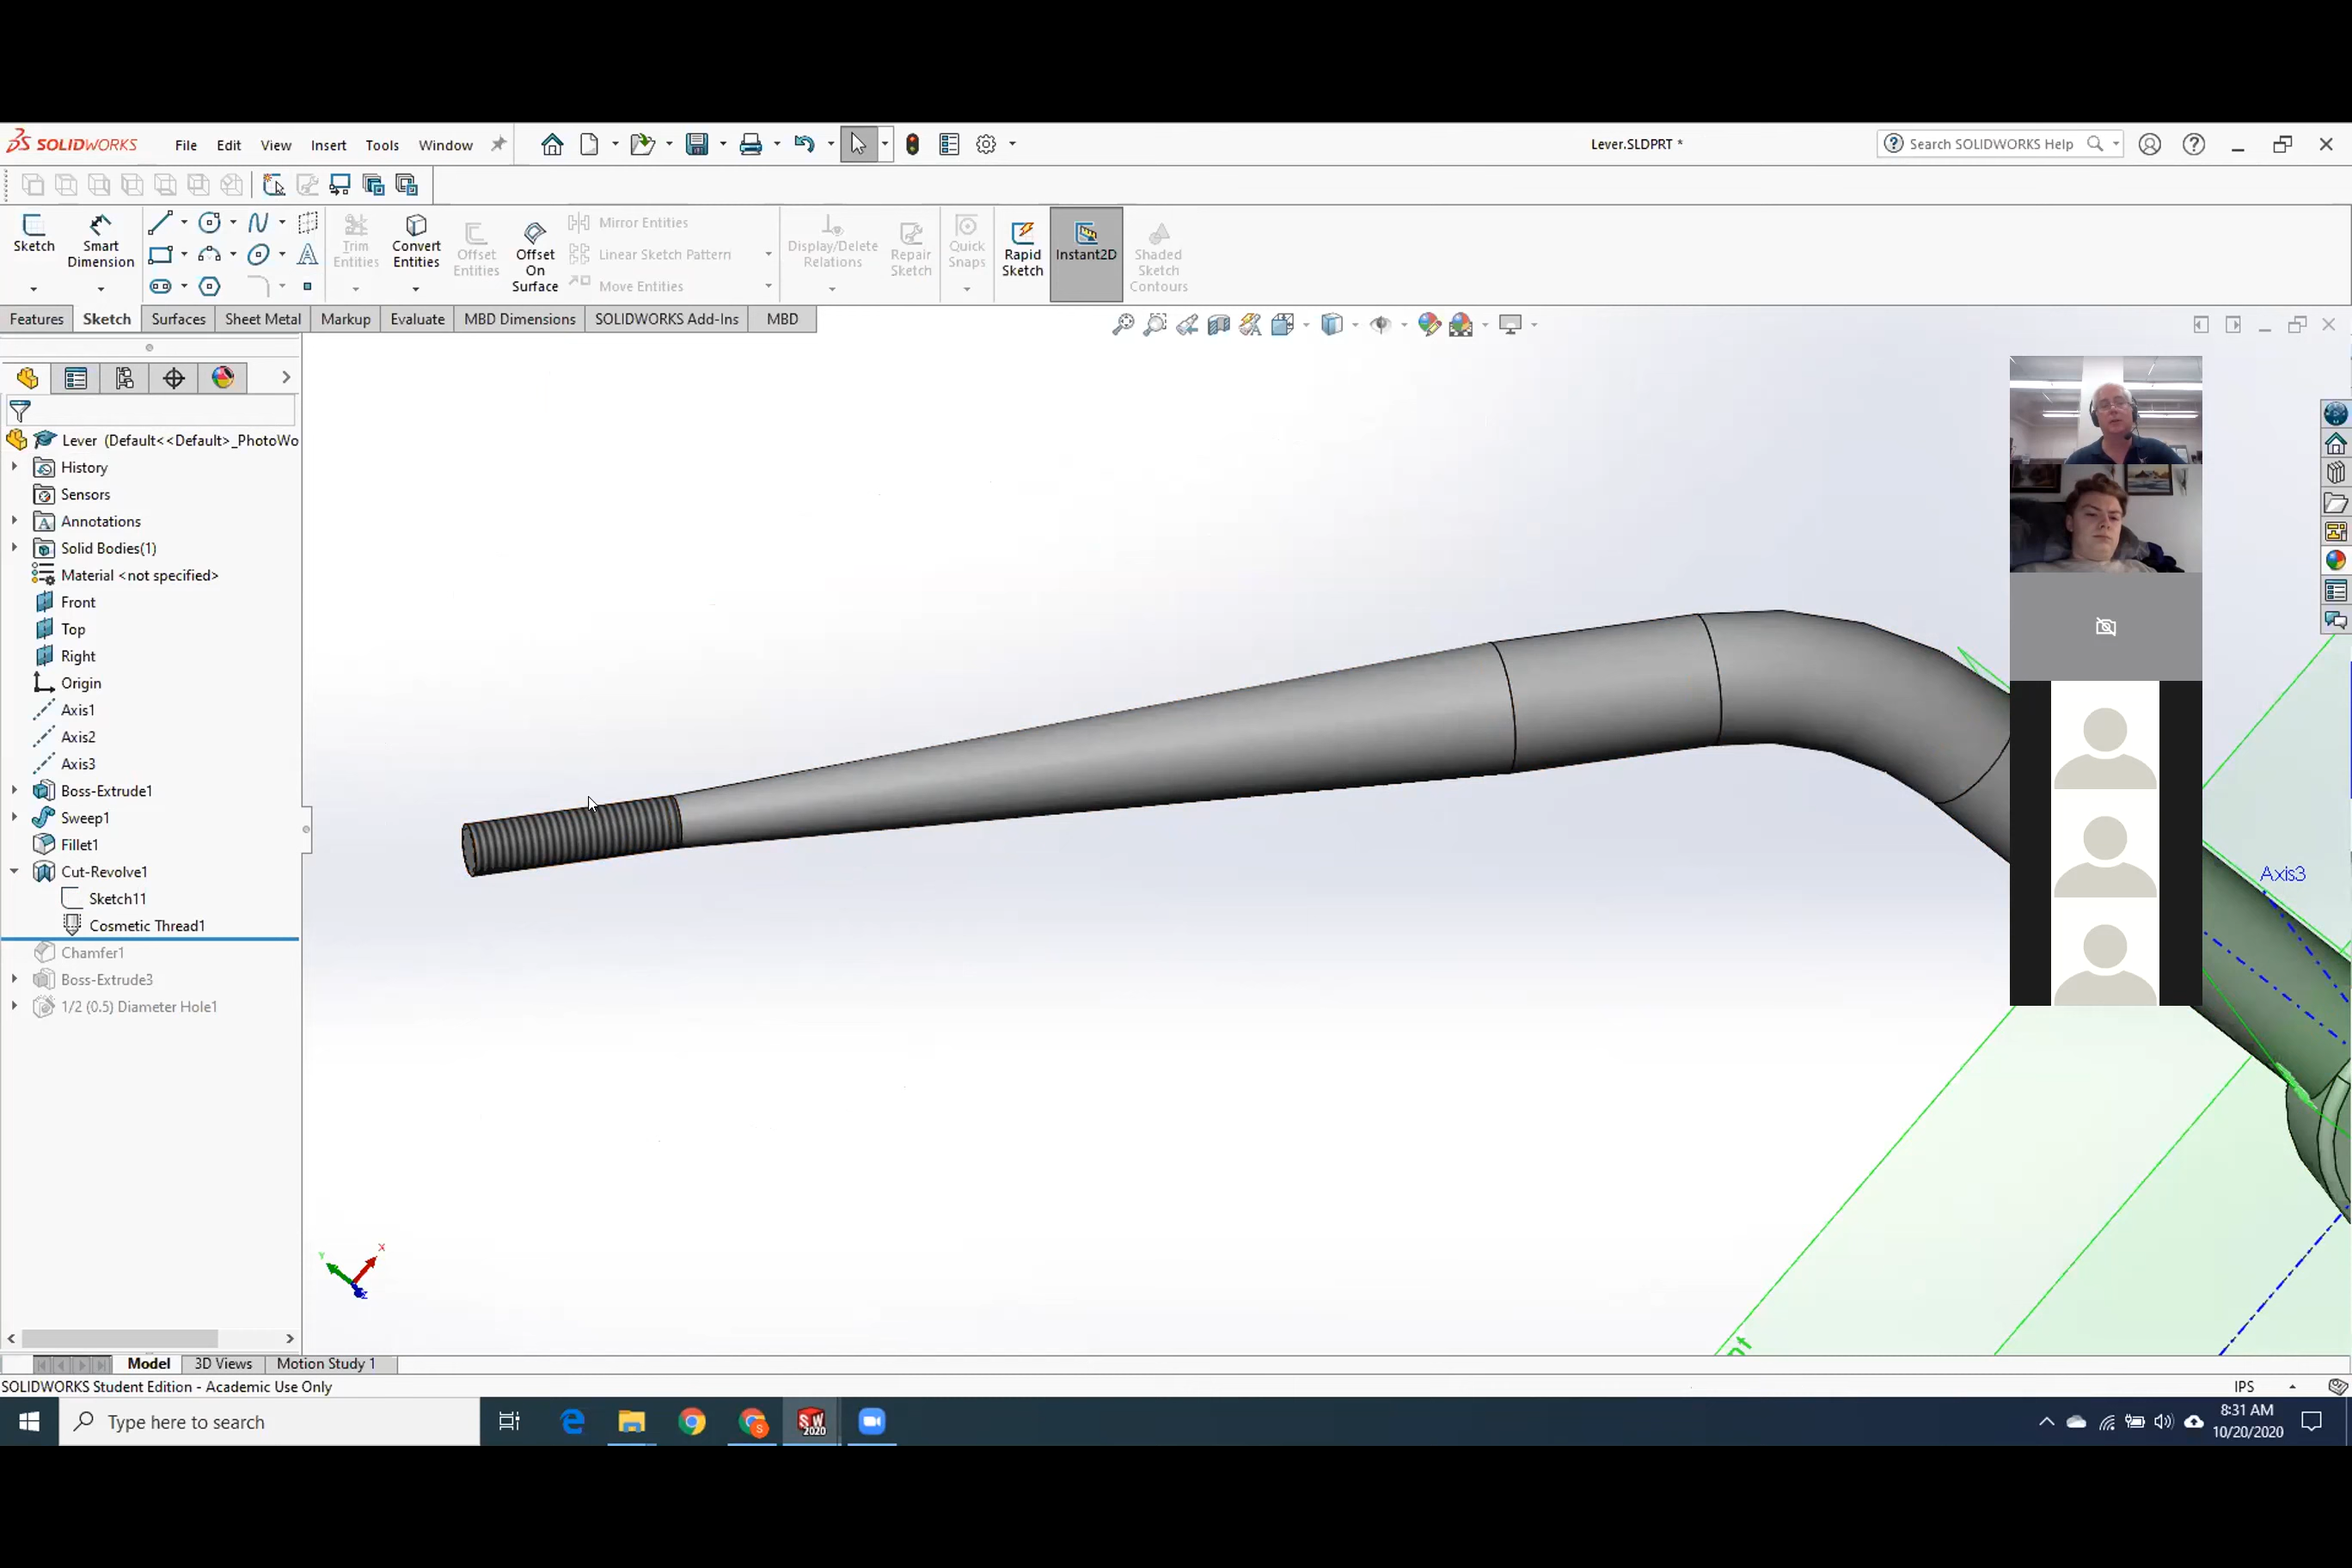 SOLIDWORKS File Edit View Insert Tools Window Lever.SLDPRT * Search SOLIDWORKS Help
Sketch Smart Dimension Trim Entities Convert Entities Offset Entities Offset On Surface Mirror Entities Linear Sketch Pattern Move Entities Display/Delete Relations Repair Sketch Quick Snaps Rapid Sketch Instant2D Shaded Sketch Contours
Features Sketch Surfaces Sheet Metal Markup Evaluate MBD Dimensions SOLIDWORKS Add-Ins MBD
Lever (Default<<Default>_PhotoWo
History
Sensors
Annotations
Solid Bodies(1)
Material <not specified>
Front
Top
Right
Origin
Axis1
Axis2
Axis3
Boss-Extrude1
Sweep1
Fillet1
Cut-Revolve1
Sketch11
Cosmetic Thread1
Chamfer1
Boss-Extrude3
1/2 (0.5) Diameter Hole1
Axis3
Y X Z
Model 3D Views Motion Study 1
SOLIDWORKS Student Edition - Academic Use Only IPS
Type here to search SW 2020 8:31 AM
10/20/2020